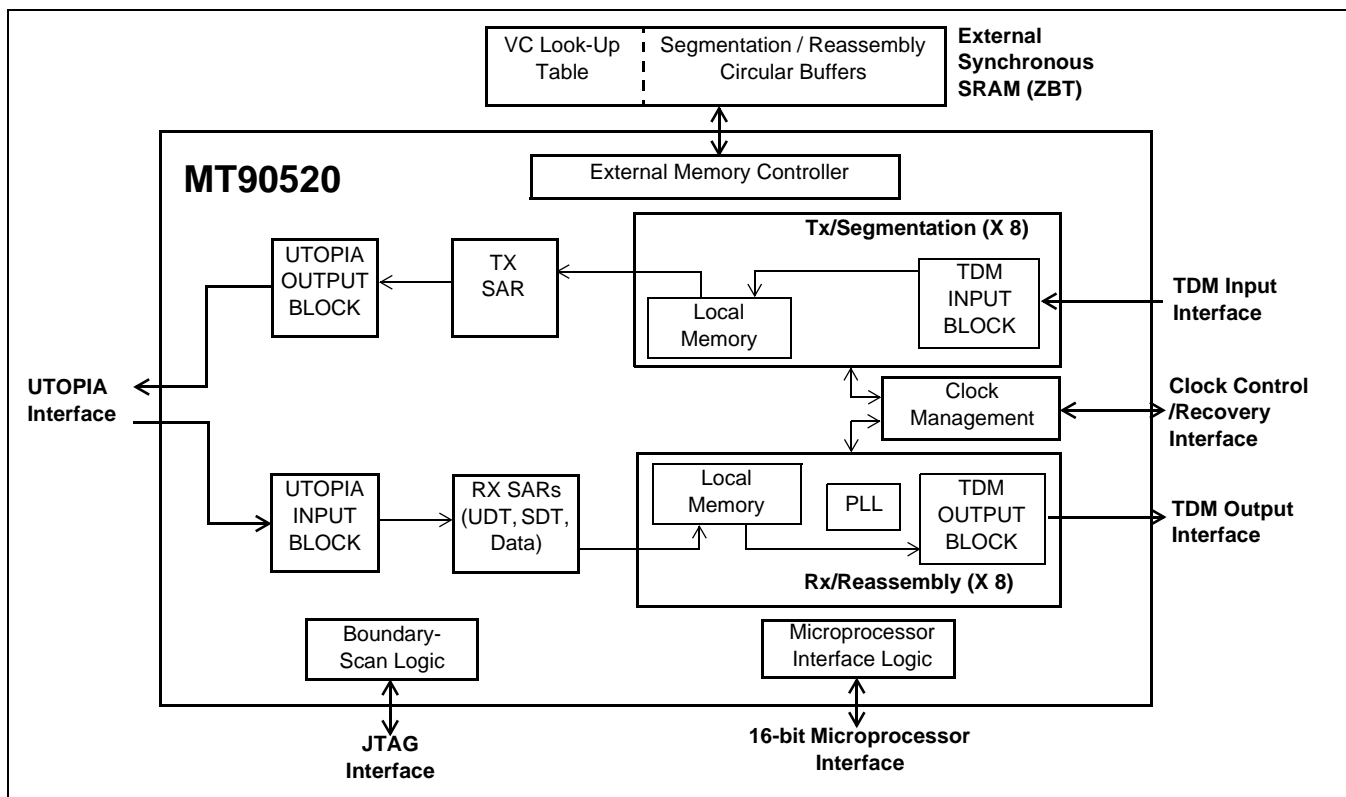 VC Look-Up
Table
Segmentation / Reassembly
Circular Buffers
External
Synchronous
SRAM (ZBT)
MT90520
External Memory Controller
Tx/Segmentation (X 8)
UTOPIA
OUTPUT
BLOCK
TX
SAR
Local
Memory
TDM
INPUT
BLOCK
TDM Input
Interface
UTOPIA
Interface
Clock
Management
Clock Control
/Recovery
Interface
UTOPIA
INPUT
BLOCK
RX SARs
(UDT, SDT,
Data)
Local
Memory
PLL
TDM
OUTPUT
BLOCK
TDM Output
Interface
Rx/Reassembly (X 8)
Boundary-
Scan Logic
Microprocessor
Interface Logic
JTAG
Interface
16-bit Microprocessor
Interface